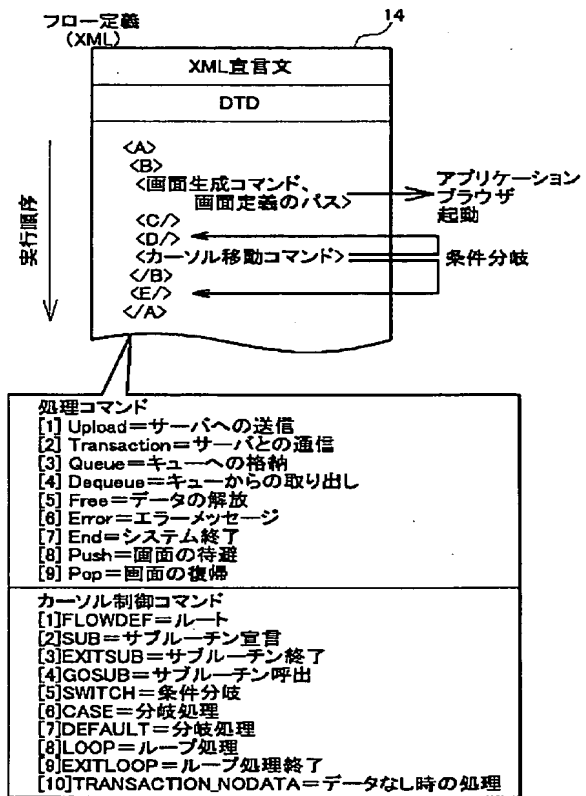 フロー定義
(XML)
14
XML宣言文
DTD
実行順序
<A>
<B>
<画面生成コマンド、
画面定義のパス>
アプリケーション
ブラウザ
起動
<C/>
<D/>
<カーソル移動コマンド>
条件分岐
</B>
<E/>
</A>
処理コマンド
[1] Upload=サーバへの送信
[2] Transaction=サーバとの通信
[3] Queue=キューへの格納
[4] Dequeue=キューからの取り出し
[5] Free=データの解放
[6] Error=エラーメッセージ
[7] End=システム終了
[8] Push=画面の待避
[9] Pop=画面の復帰
カーソル制御コマンド
[1]FLOWDEF=ルート
[2]SUB=サブルーチン宣言
[3]EXITSUB=サブルーチン終了
[4]GOSUB=サブルーチン呼出
[5]SWITCH=条件分岐
[6]CASE=分岐処理
[7]DEFAULT=分岐処理
[8]LOOP=ループ処理
[9]EXITLOOP=ループ処理終了
[10]TRANSACTION_NODATA=データなし時の処理